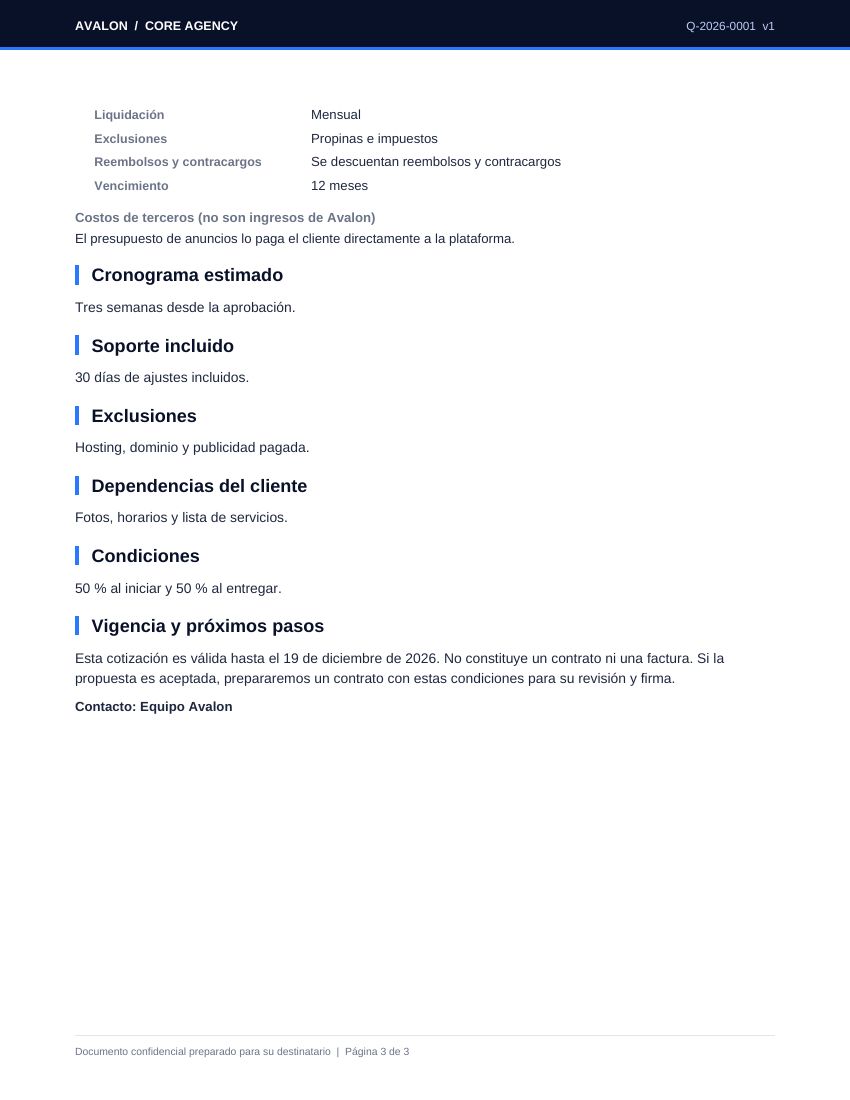 AVALON / CORE AGENCY
Q-2026-0001 v1
Liquidación Mensual
Exclusiones Propinas e impuestos
Reembolsos y contracargos Se descuentan reembolsos y contracargos
Vencimiento 12 meses
Costos de terceros (no son ingresos de Avalon)
El presupuesto de anuncios lo paga el cliente directamente a la plataforma.
Cronograma estimado
Tres semanas desde la aprobación.
Soporte incluido
30 días de ajustes incluidos.
Exclusiones
Hosting, dominio y publicidad pagada.
Dependencias del cliente
Fotos, horarios y lista de servicios.
Condiciones
50 % al iniciar y 50 % al entregar.
Vigencia y próximos pasos
Esta cotización es válida hasta el 19 de diciembre de 2026. No constituye un contrato ni una factura. Si la
propuesta es aceptada, prepararemos un contrato con estas condiciones para su revisión y firma.
Contacto: Equipo Avalon
Documento confidencial preparado para su destinatario | Página 3 de 3